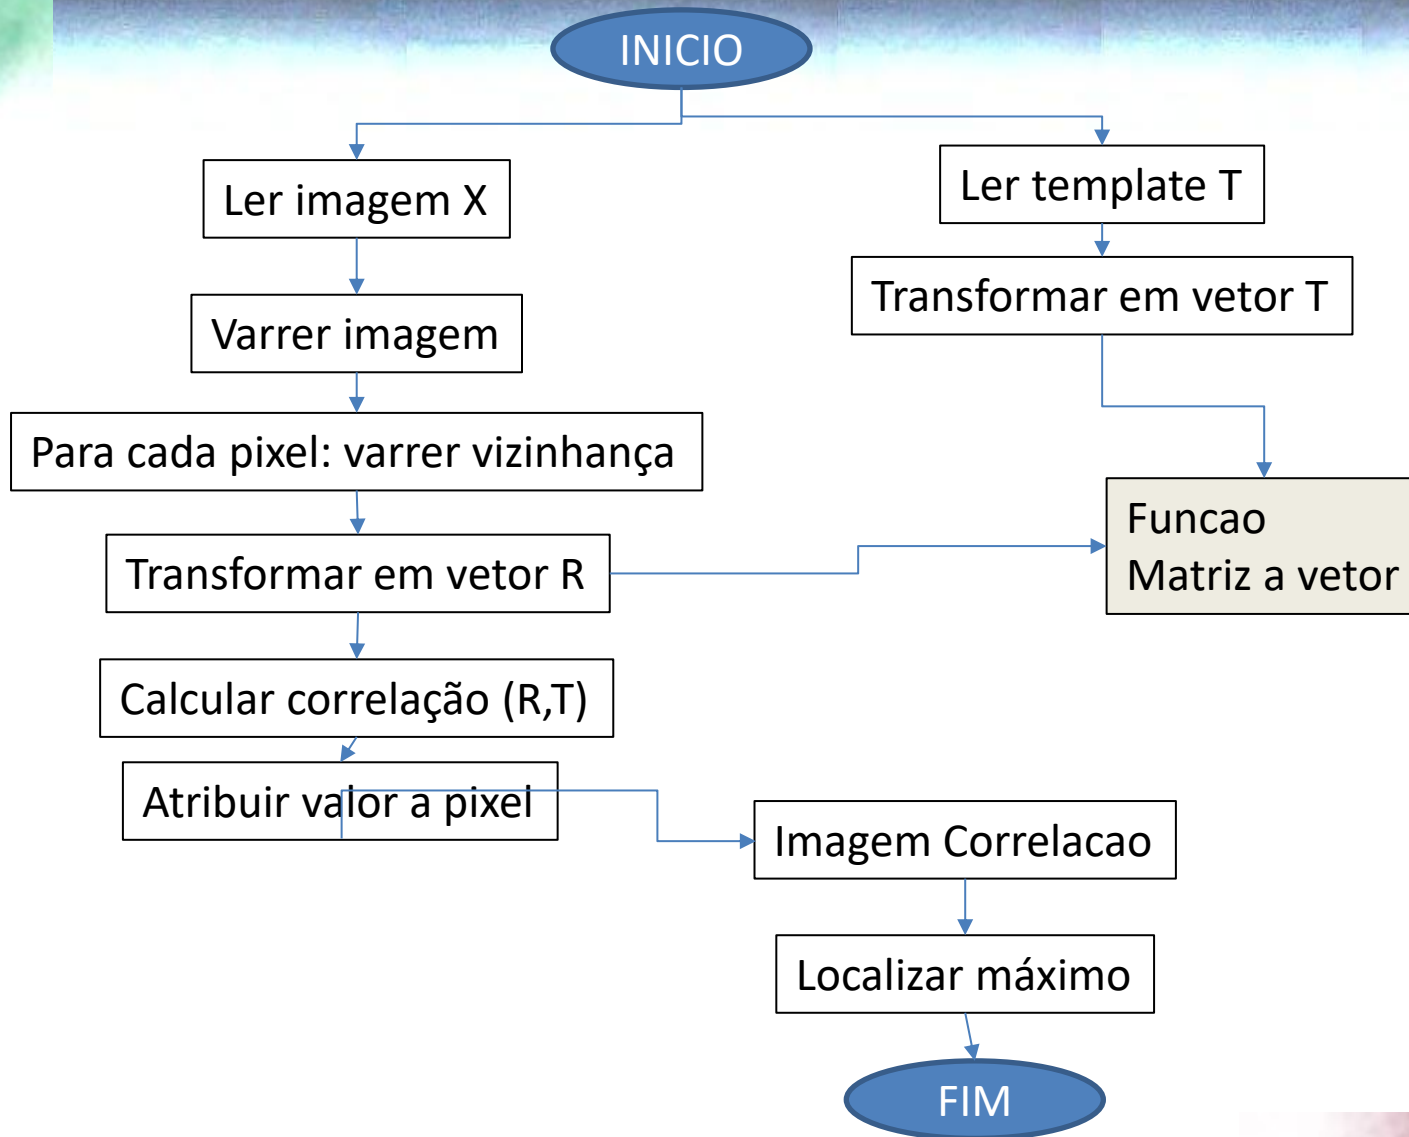 INICIO
Ler imagem X
Ler template T
Varrer imagem
Transformar em vetor T
Para cada pixel: varrer vizinhança
Transformar em vetor R
Funcao
Matriz a vetor
Calcular correlação (R,T)
Atribuir valor a pixel
Imagem Correlacao
Localizar máximo
FIM